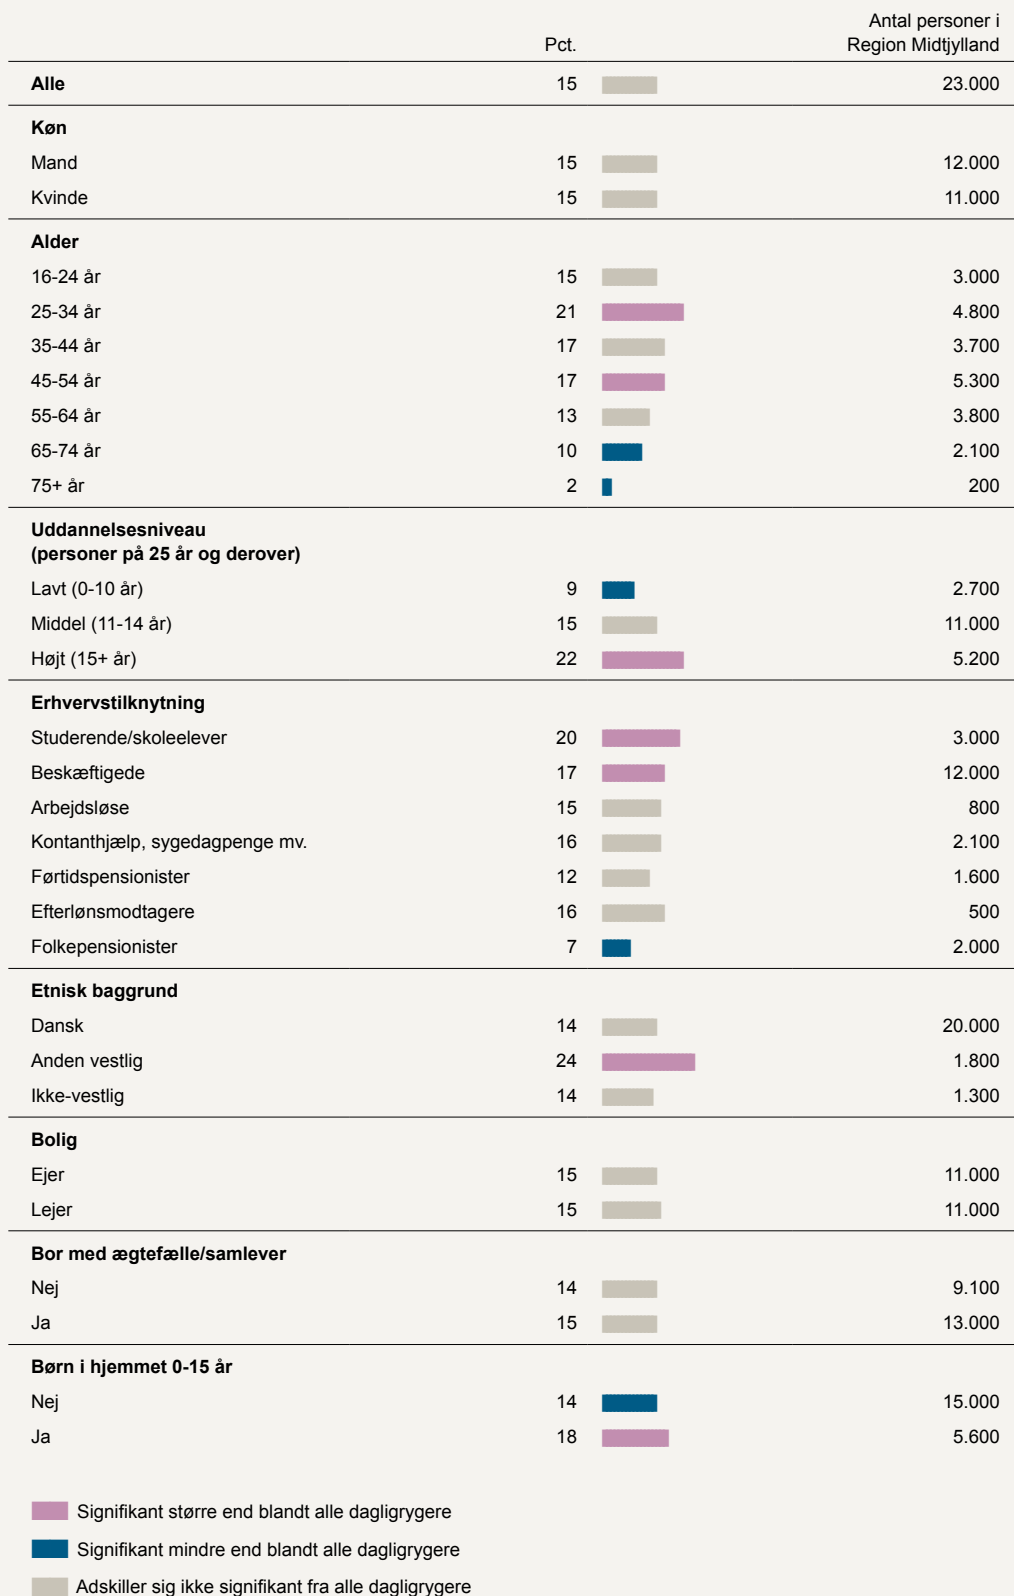 Antal personer i
Pct. Region Midtjylland
Alle 15 23.000
Køn
Mand 15 12.000
Kvinde 15 11.000
Alder
16-24 år 15 3.000
25-34 år 21 4.800
35-44 år 17 3.700
45-54 år 17 5.300
55-64 år 13 3.800
65-74 år 10 2.100
75+ år 2 200
Uddannelsesniveau
(personer på 25 år og derover)
Lavt (0-10 år) 9 2.700
Middel (11-14 år) 15 11.000
Højt (15+ år) 22 5.200
Erhvervstilknytning
Studerende/skoleelever 20 3.000
Beskæftigede 17 12.000
Arbejdsløse 15 800
Kontanthjælp, sygedagpenge mv. 16 2.100
Førtidspensionister 12 1.600
Efterlønsmodtagere 16 500
Folkepensionister 7 2.000
Etnisk baggrund
Dansk 14 20.000
Anden vestlig 24 1.800
Ikke-vestlig 14 1.300
Bolig
Ejer 15 11.000
Lejer 15 11.000
Bor med ægtefælle/samlever
Nej 14 9.100
Ja 15 13.000
Børn i hjemmet 0-15 år
Nej 14 15.000
Ja 18 5.600
Signifikant større end blandt alle dagligrygere
Signifikant mindre end blandt alle dagligrygere
Adskiller sig ikke signifikant fra alle dagligrygere